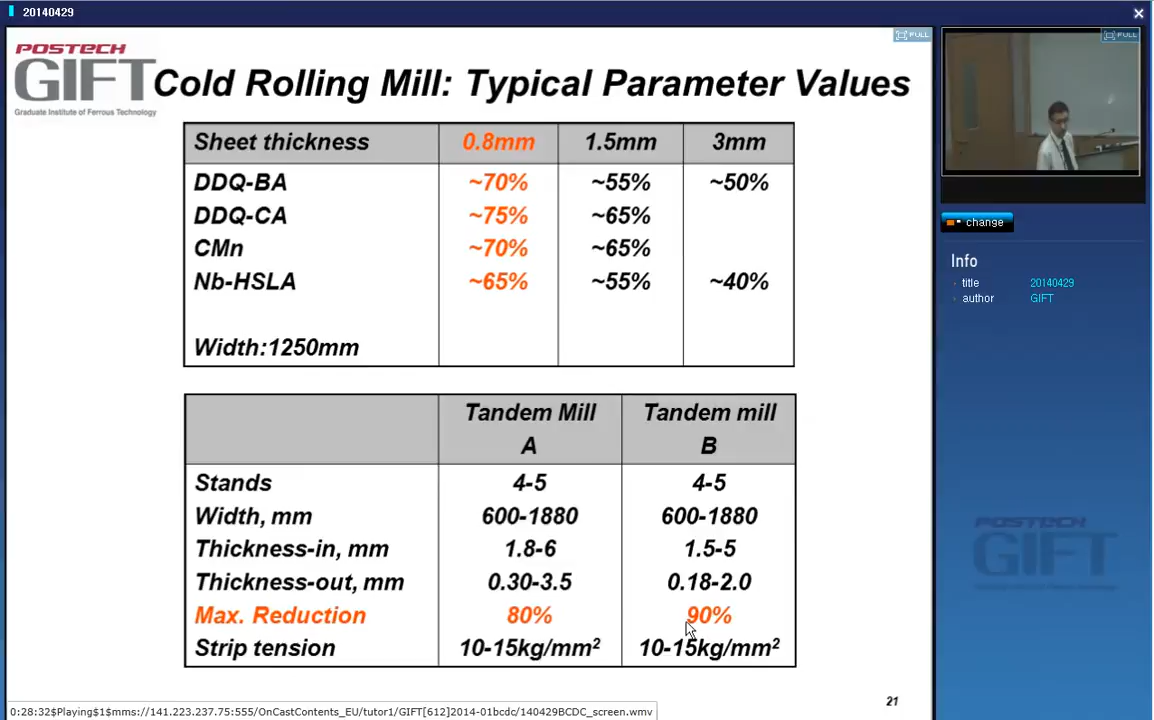 20140429
POSTECH
GIFT
Graduate Institute of Ferrous Technology
Cold Rolling Mill: Typical Parameter Values
FULL
FULL
Sheet thickness 0.8mm 1.5mm 3mm
DDQ-BA ~70% ~55% ~50%
DDQ-CA ~75% ~65%
CMn ~70% ~65%
Nb-HSLA ~65% ~55% ~40%
Width:1250mm
Tandem Mill Tandem mill
A B
Stands 4-5 4-5
Width, mm 600-1880 600-1880
Thickness-in, mm 1.8-6 1.5-5
Thickness-out, mm 0.30-3.5 0.18-2.0
Max. Reduction 80% 90%
Strip tension 10-15kg/mm² 10-15kg/mm²
21
change
Info
title 20140429
author GIFT
POSTECH
GIFT
0:28:32$Playing$1$mms://141.223.237.75:555/OnCastContents_EU/tutor1/GIFT[612]2014-01bcdc/140429BCDC_screen.wmv